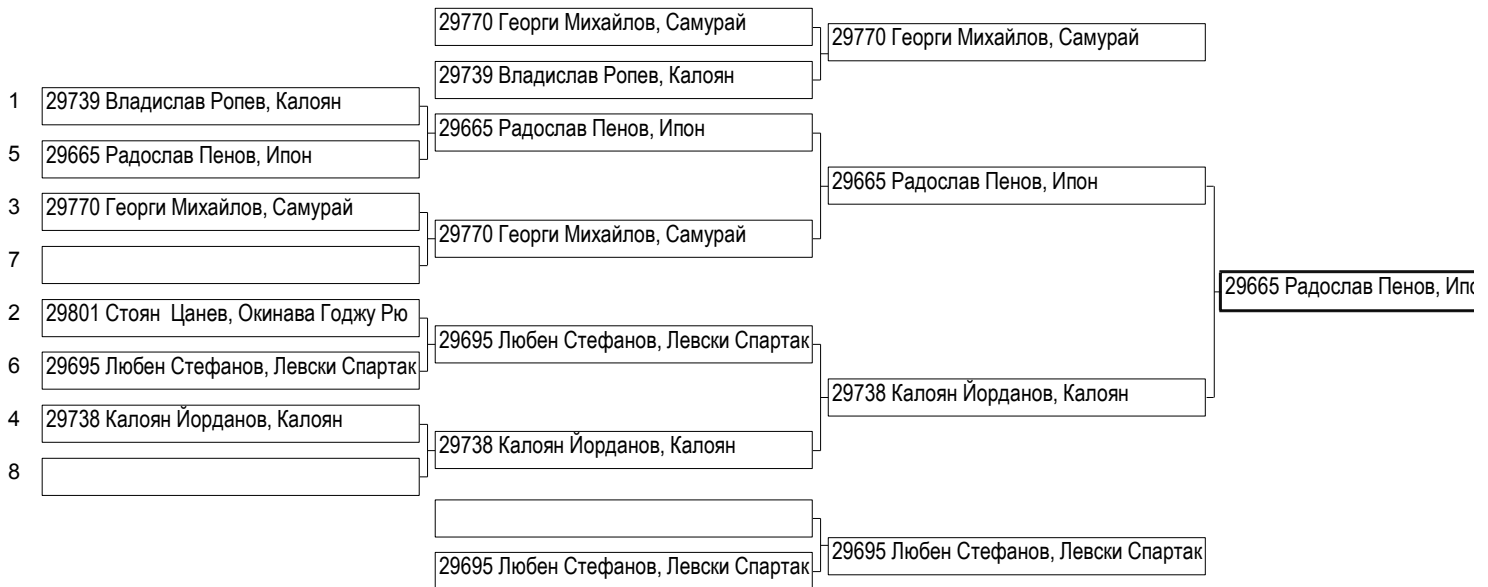 29770 Георги Михайлов, Самурай
29770 Георги Михайлов, Самурай
29739 Владислав Ропев, Калоян
1 29739 Владислав Ропев, Калоян
29665 Радослав Пенов, Ипон
5 29665 Радослав Пенов, Ипон
29665 Радослав Пенов, Ипон
3 29770 Георги Михайлов, Самурай
29770 Георги Михайлов, Самурай
7
29665 Радослав Пенов, Ипо
2 29801 Стоян Цанев, Окинава Годжу Рю
29695 Любен Стефанов, Левски Спартак
6 29695 Любен Стефанов, Левски Спартак
29738 Калоян Йорданов, Калоян
4 29738 Калоян Йорданов, Калоян
29738 Калоян Йорданов, Калоян
8
29695 Любен Стефанов, Левски Спартак
29695 Любен Стефанов, Левски Спартак